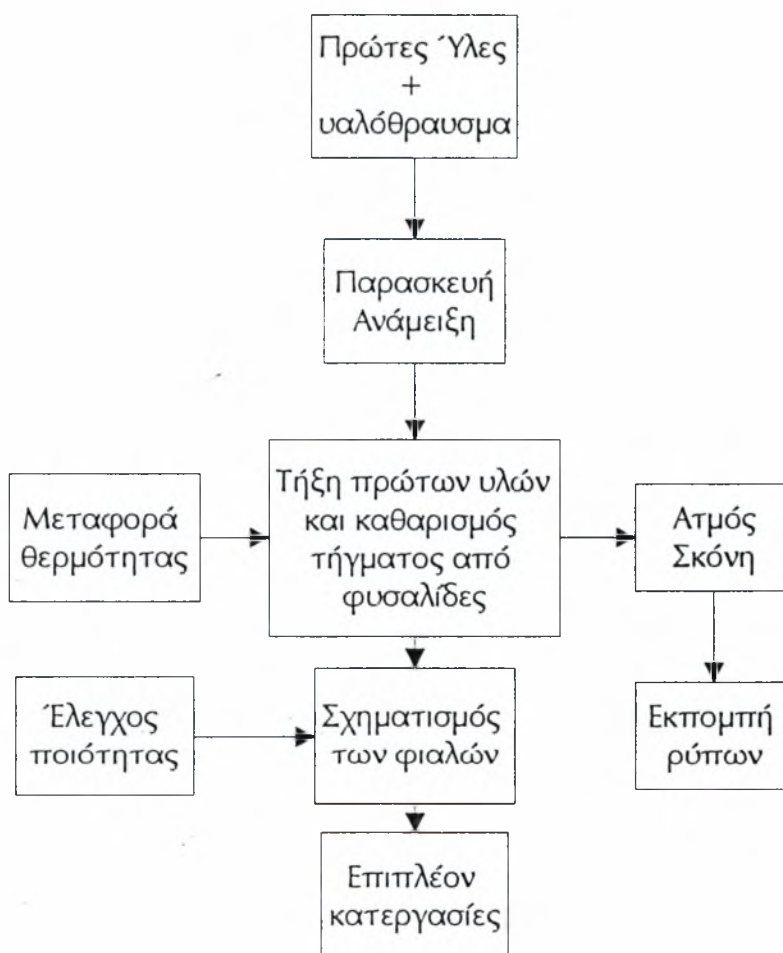 Πρώτες Ύλες
+
υαλόθραυσμα
Παρασκευή
Ανάμειξη
Τήξη πρώτων υλών
και καθαρισμός
τήγματος από
φυσαλίδες
Μεταφορά
θερμότητας
Ατμός
Σκόνη
Έλεγχος
ποιότητας
Σχηματισμός
των φιαλών
Εκπομπή
ρύπων
Επιπλέον
κατεργασίες